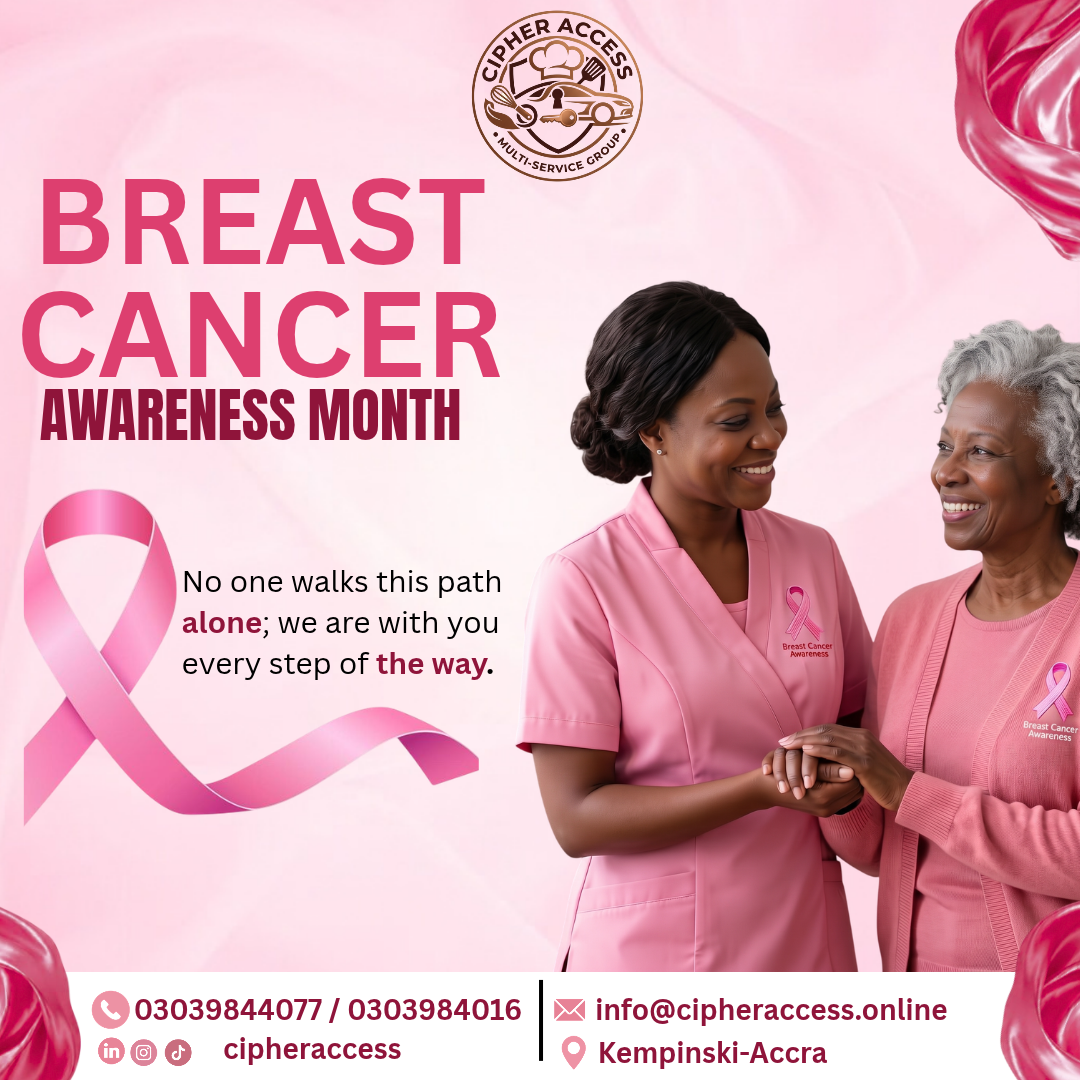 CIPHER ACCESS
• MULTI-SERVICE GROUP •
BREAST
CANCER
AWARENESS MONTH
No one walks this path
alone; we are with you
every step of the way.
Breast Cancer
Awareness
Breast Cancer
Awareness
03039844077 / 0303984016
in
cipheraccess
info@cipheraccess.online
Kempinski-Accra